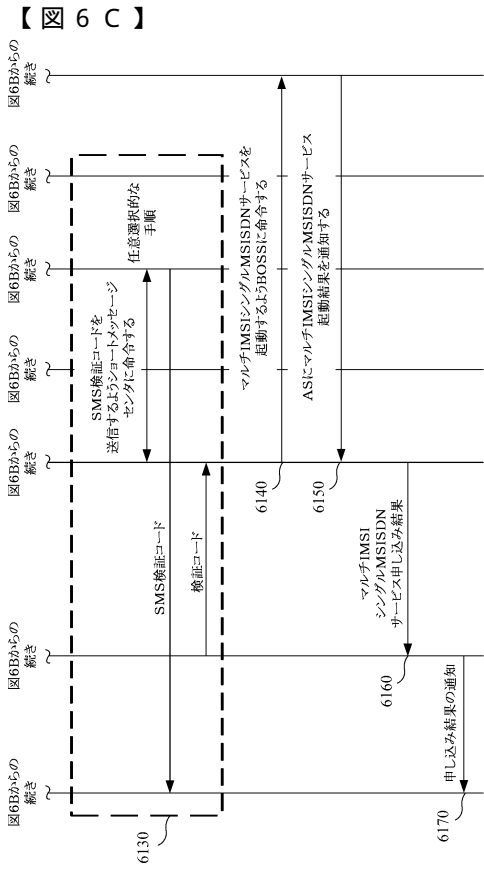 【図６Ｃ】
図6Bからの
続き
図6Bからの
続き
図6Bからの
続き
図6Bからの
続き
図6Bからの
続き
図6Bからの
続き
図6Bからの
続き
6130
SMS検証コードを
送信するようショートメッセージ
センタに命令する
任意選択的な
手順
SMS検証コード
検証コード
6140
マルチIMSIシングルMSISDNサービスを
起動するようBOSSに命令する
6150
ASにマルチIMSIシングルMSISDNサービス
起動結果を通知する
6160
マルチIMSI
シングルMSISDN
サービス申し込み結果
6170
申し込み結果の通知